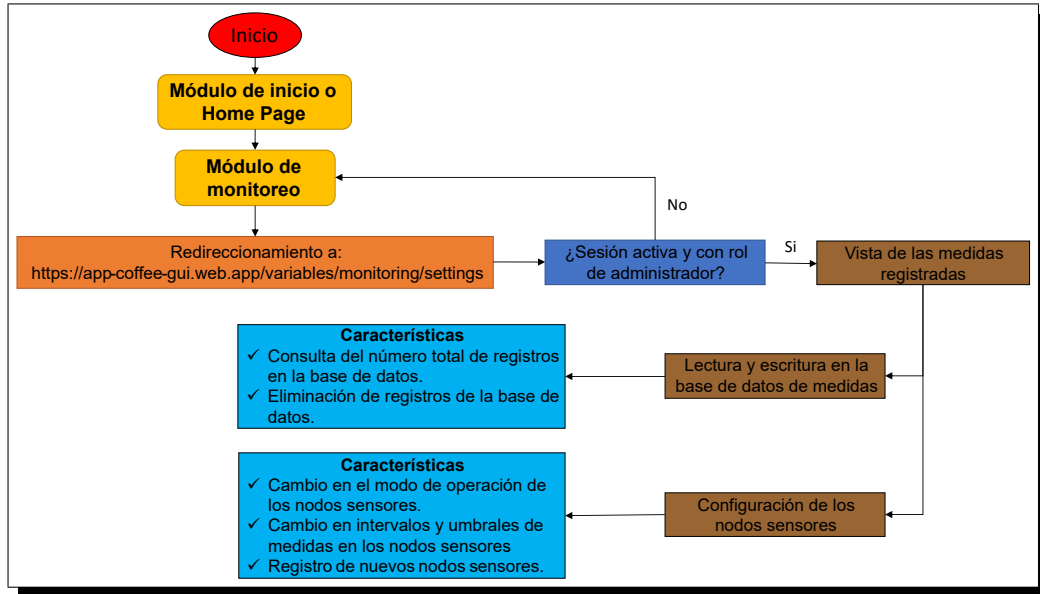 Inicio
Módulo de inicio o
Home Page
Módulo de
monitoreo
No
Redireccionamiento a:
https://app-coffee-gui.web.app/variables/monitoring/settings
¿Sesión activa y con rol
de administrador?
Si
Vista de las medidas
registradas
Características
✓ Consulta del número total de registros
en la base de datos.
✓ Eliminación de registros de la base de
datos.
Lectura y escritura en la
base de datos de medidas
Características
✓ Cambio en el modo de operación de
los nodos sensores.
✓ Cambio en intervalos y umbrales de
medidas en los nodos sensores
✓ Registro de nuevos nodos sensores.
Configuración de los
nodos sensores